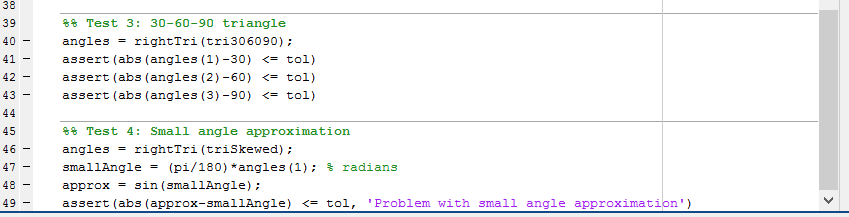 38
39 %% Test 3: 30-60-90 triangle
40 – angles = rightTri(tri306090);
41 – assert(abs(angles(1)-30) <= tol)
42 – assert(abs(angles(2)-60) <= tol)
43 – assert(abs(angles(3)-90) <= tol)
44
45 %% Test 4: Small angle approximation
46 – angles = rightTri(triSkewed);
47 – smallAngle = (pi/180)*angles(1); % radians
48 – approx = sin(smallAngle);
49 – assert(abs(approx-smallAngle) <= tol, 'Problem with small angle approximation')